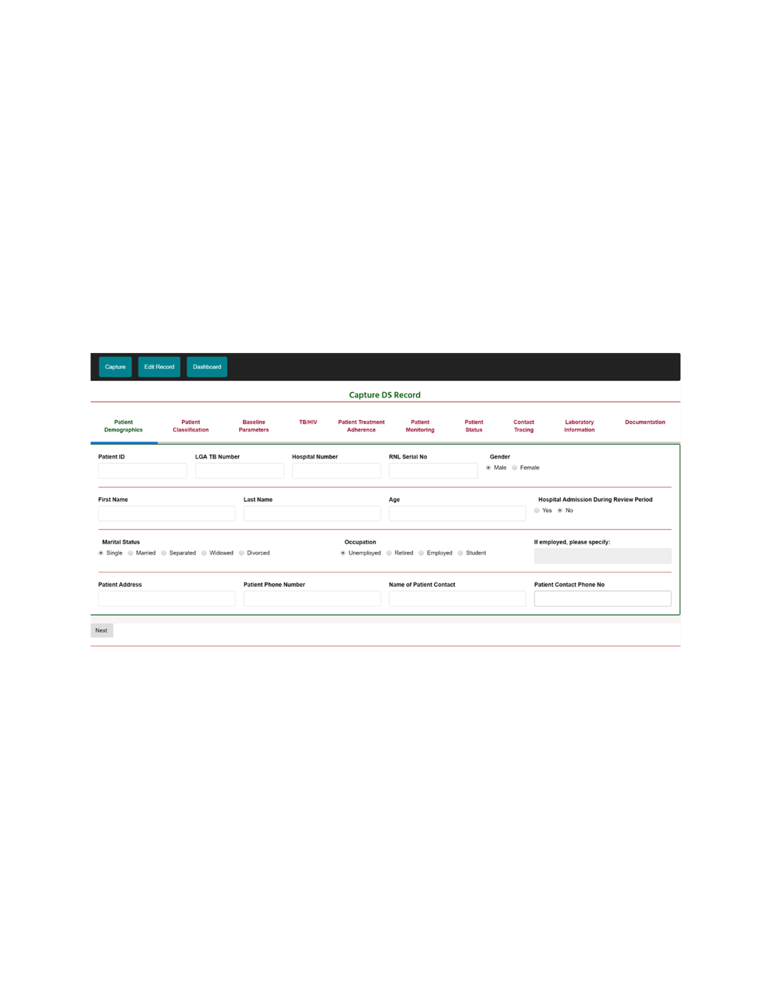 Capture Edit Record Dashboard
Capture DS Record
Patient Demographics
Patient Classification
Baseline Parameters
TB/HIV
Patient Treatment Adherence
Patient Monitoring
Patient Status
Contact Tracing
Laboratory Information
Documentation
Patient ID LGA TB Number Hospital Number RNL Serial No Gender
Male Female
First Name Last Name Age Hospital Admission During Review Period
Yes No
Marital Status Occupation If employed, please specify:
Single Married Separated Widowed Divorced Unemployed Retired Employed Student
Patient Address Patient Phone Number Name of Patient Contact Patient Contact Phone No
Next